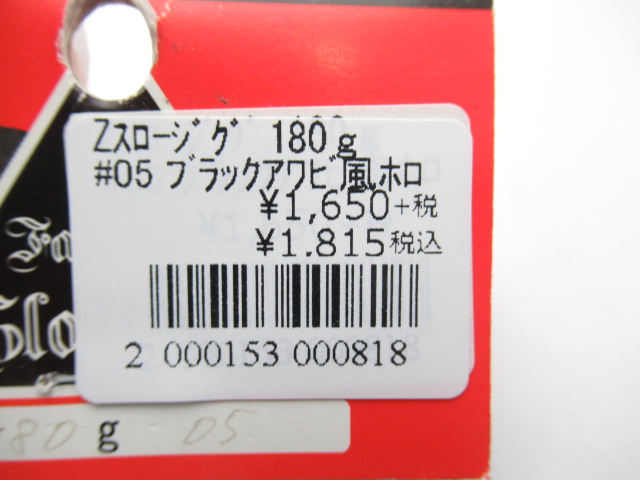 Zスロージグ 180g
#05 ブラックアワビ風ホロ
¥1,650+税
¥1,815税込
2 000153 000818
80 g 05